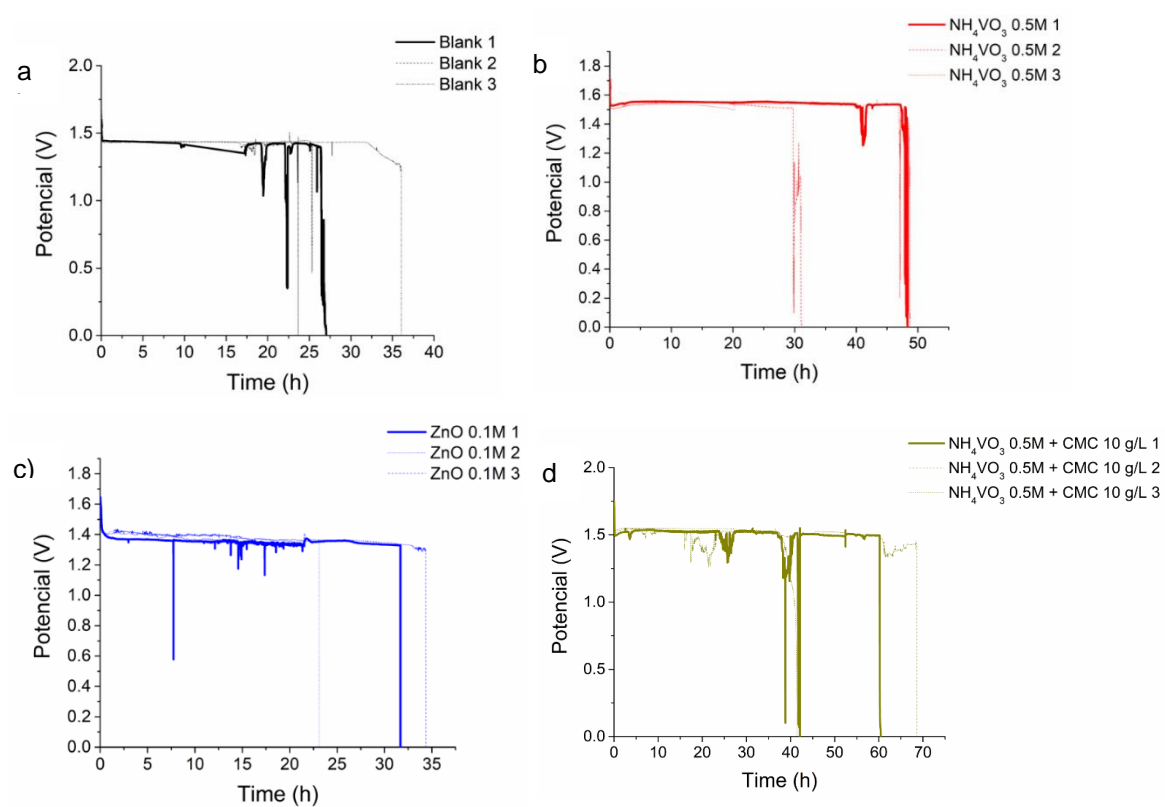 a
Blank 1
Blank 2
Blank 3
2.0
1.5
1.0
0.5
0.0
0 5 10 15 20 25 30 35 40
Potencial (V)
Time (h)
b
NH₄VO₃ 0.5M 1
NH₄VO₃ 0.5M 2
NH₄VO₃ 0.5M 3
1.8
1.6
1.4
1.2
1.0
0.8
0.6
0.4
0.2
0.0
0 10 20 30 40 50
Potencial (V)
Time (h)
c)
ZnO 0.1M 1
ZnO 0.1M 2
ZnO 0.1M 3
1.8
1.6
1.4
1.2
1.0
0.8
0.6
0.4
0.2
0.0
0 5 10 15 20 25 30 35
Potencial (V)
Time (h)
d
NH₄VO₃ 0.5M + CMC 10 g/L 1
NH₄VO₃ 0.5M + CMC 10 g/L 2
NH₄VO₃ 0.5M + CMC 10 g/L 3
2.0
1.5
1.0
0.5
0.0
0 10 20 30 40 50 60 70
Potencial (V)
Time (h)